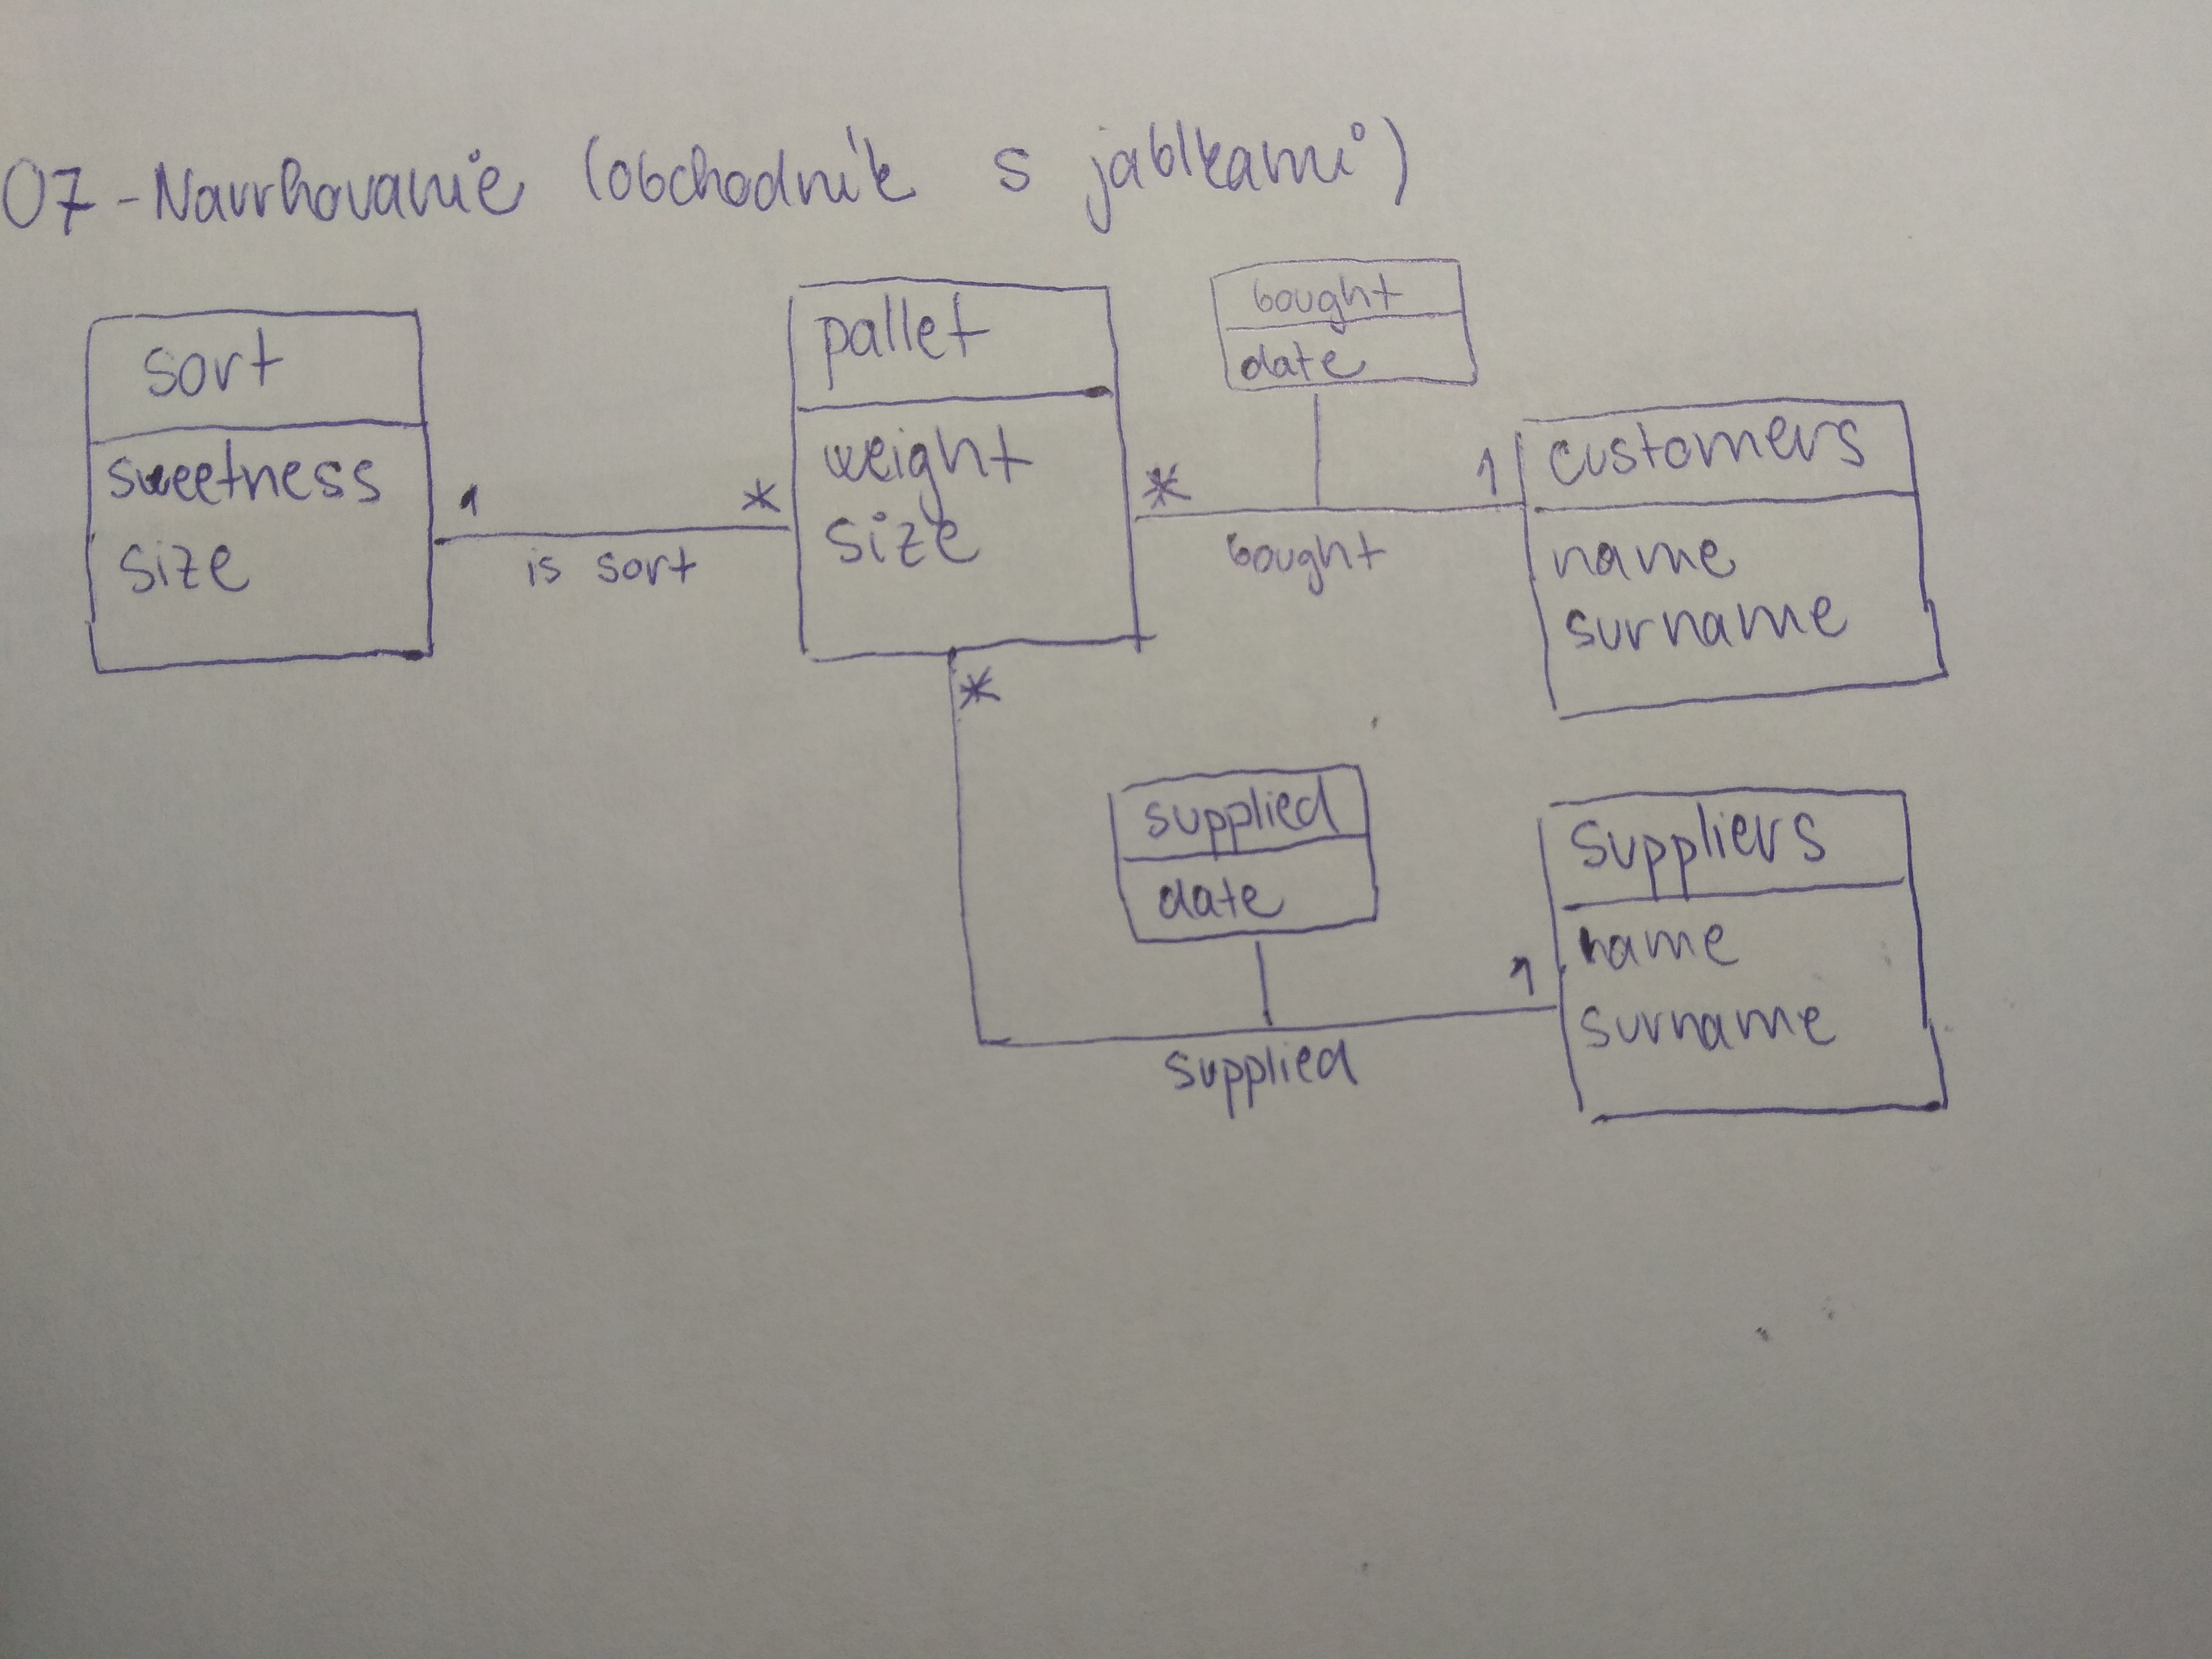 07 - Navrhovanie (obchodník s jablkami)
sort
sweetness
size
1
*
is sort
pallet
weight
size
bought
date
*
1
bought
customers
name
surname
*
supplied
date
1
supplied
suppliers
name
surname